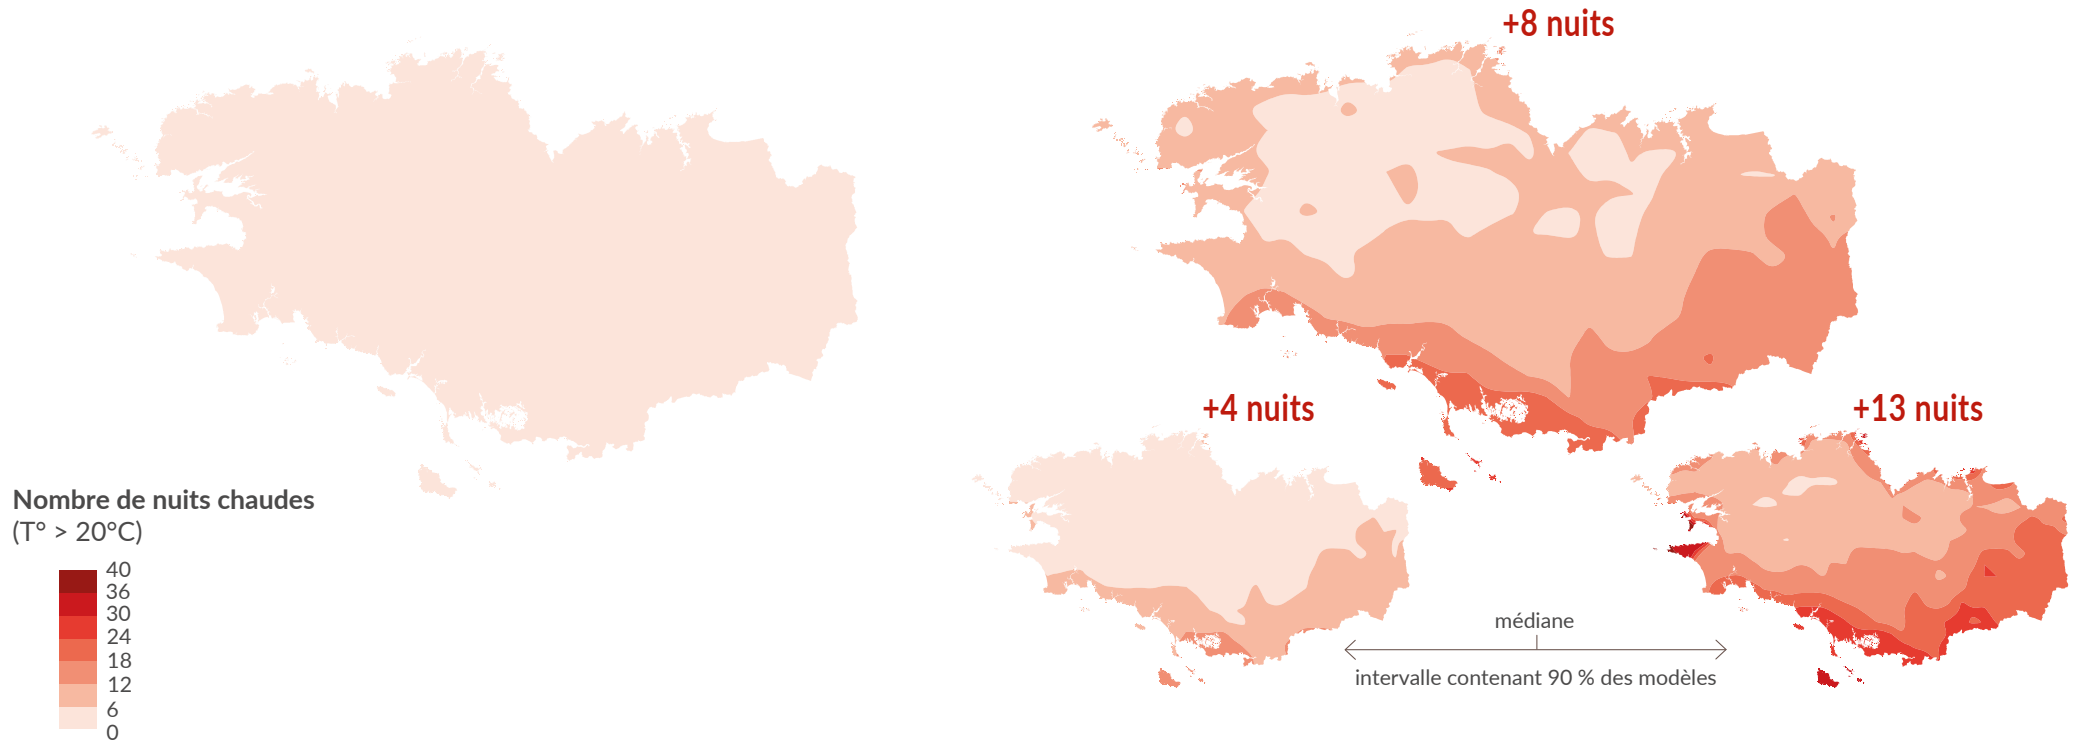 +8 nuits
+4 nuits
+13 nuits
Nombre de nuits chaudes
(T° > 20°C)
40
36
30
24
18
12
6
0
médiane
intervalle contenant 90 % des modèles